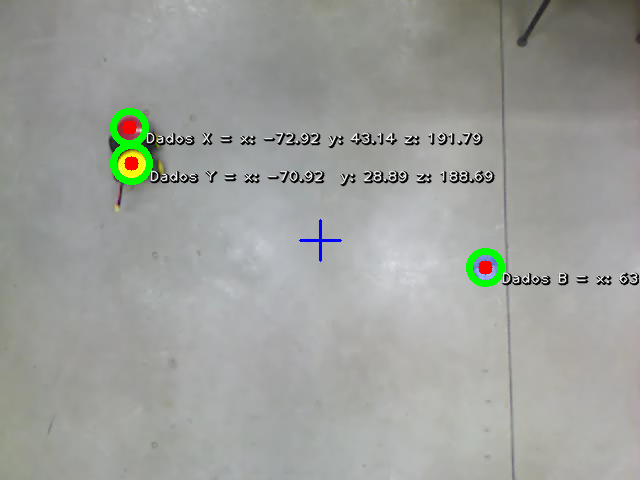 Dados X = x: -72.92 y: 43.14 z: 191.79
Dados Y = x: -70.92 y: 28.89 z: 188.69
Dados B = x: 63